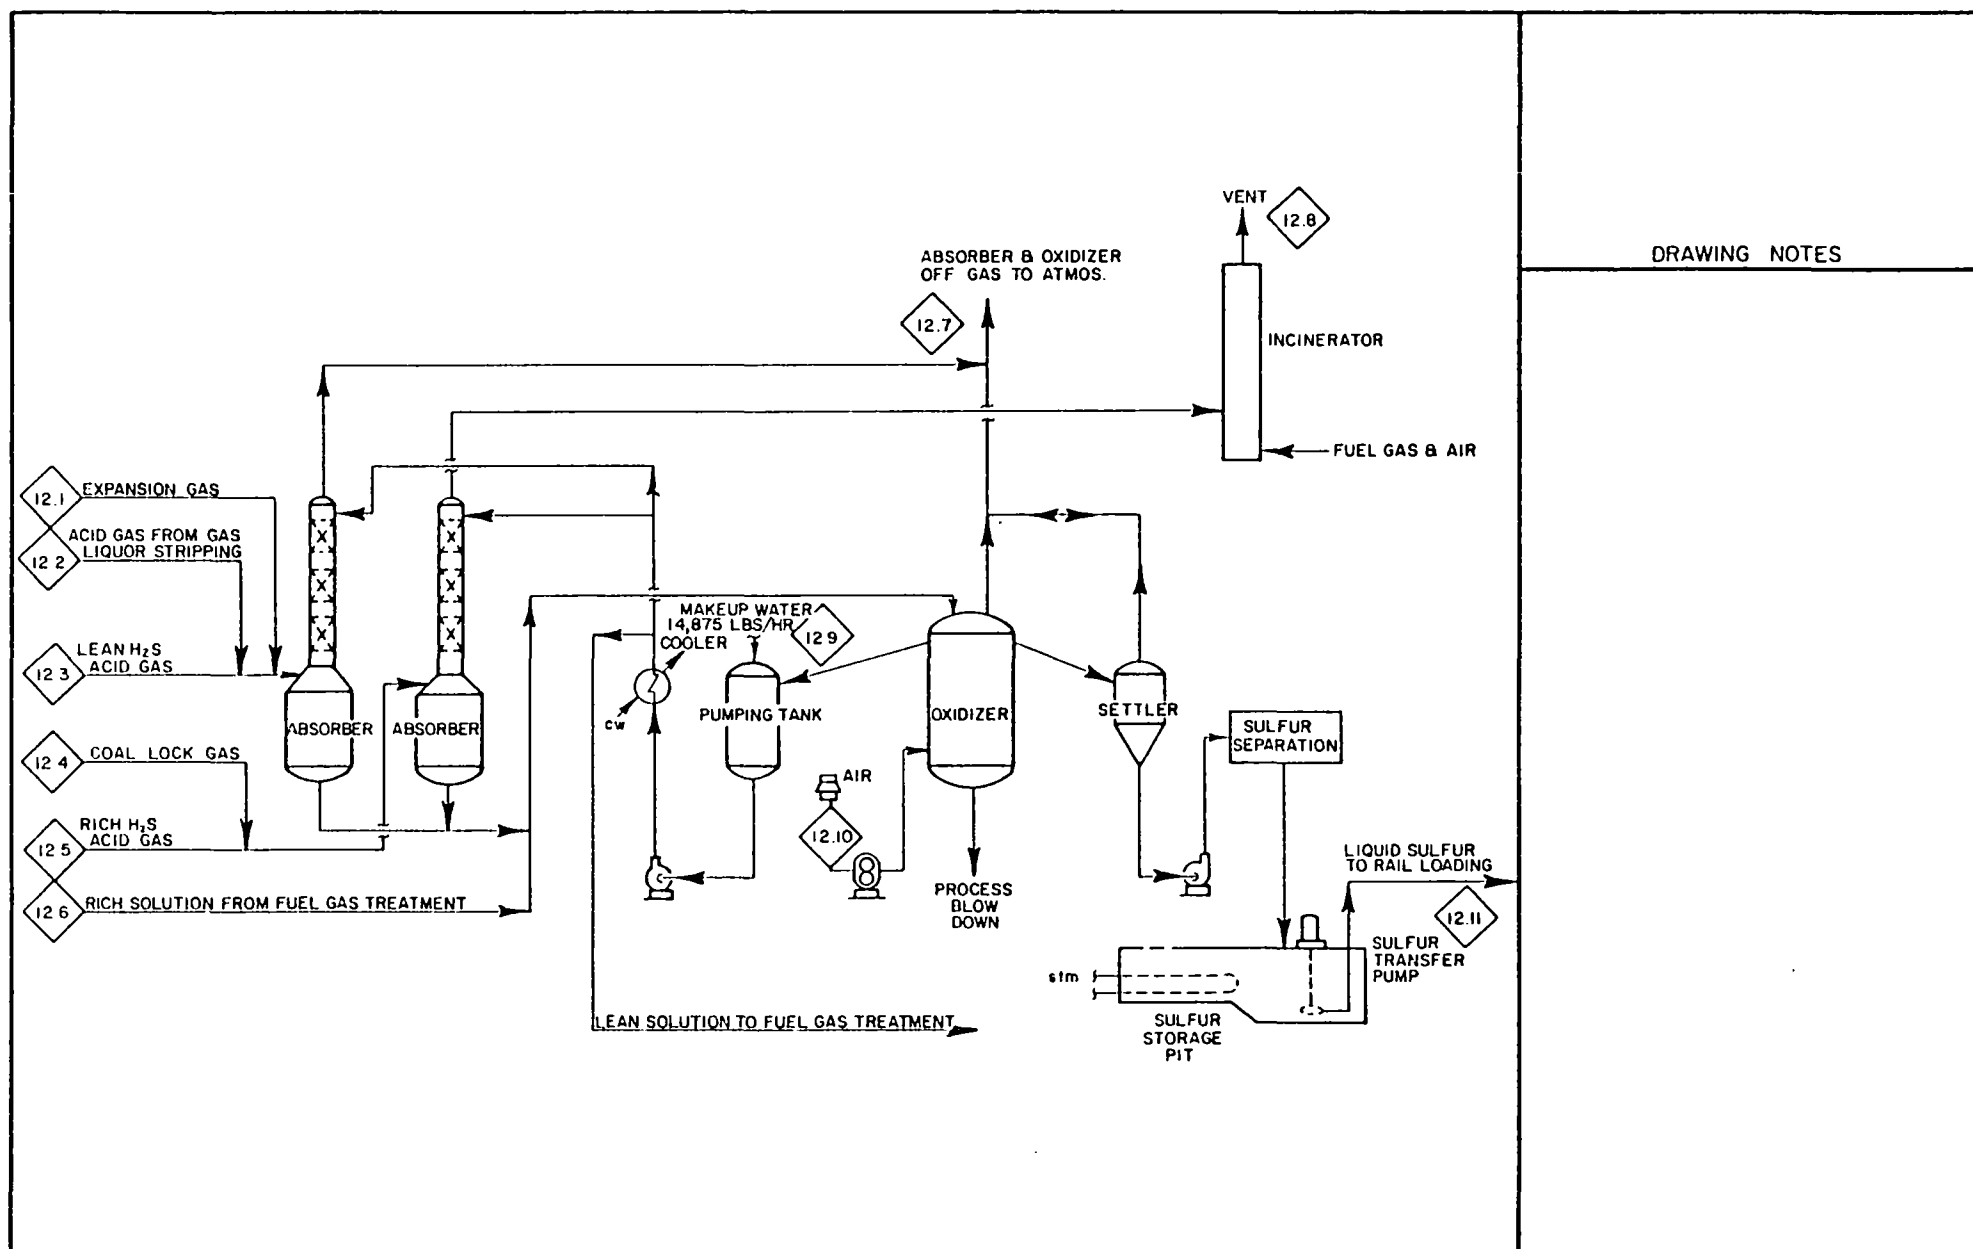 VENT
12.8
DRAWING NOTES
ABSORBER & OXIDIZER
OFF GAS TO ATMOS.
12.7
INCINERATOR
FUEL GAS & AIR
12.1
EXPANSION GAS
ACID GAS FROM GAS
LIQUOR STRIPPING
12 2
MAKEUP WATER
14,875 LBS/HR
12 9
COOLER
LEAN H₂S
ACID GAS
12 3
cw
PUMPING TANK
OXIDIZER
SETTLER
ABSORBER
ABSORBER
SULFUR
SEPARATION
COAL LOCK GAS
12 4
AIR
12.10
RICH H₂S
ACID GAS
12 5
LIQUID SULFUR
TO RAIL LOADING
12.11
RICH SOLUTION FROM FUEL GAS TREATMENT
12 6
PROCESS
BLOW
DOWN
SULFUR
TRANSFER
PUMP
stm
LEAN SOLUTION TO FUEL GAS TREATMENT
SULFUR
STORAGE
PIT